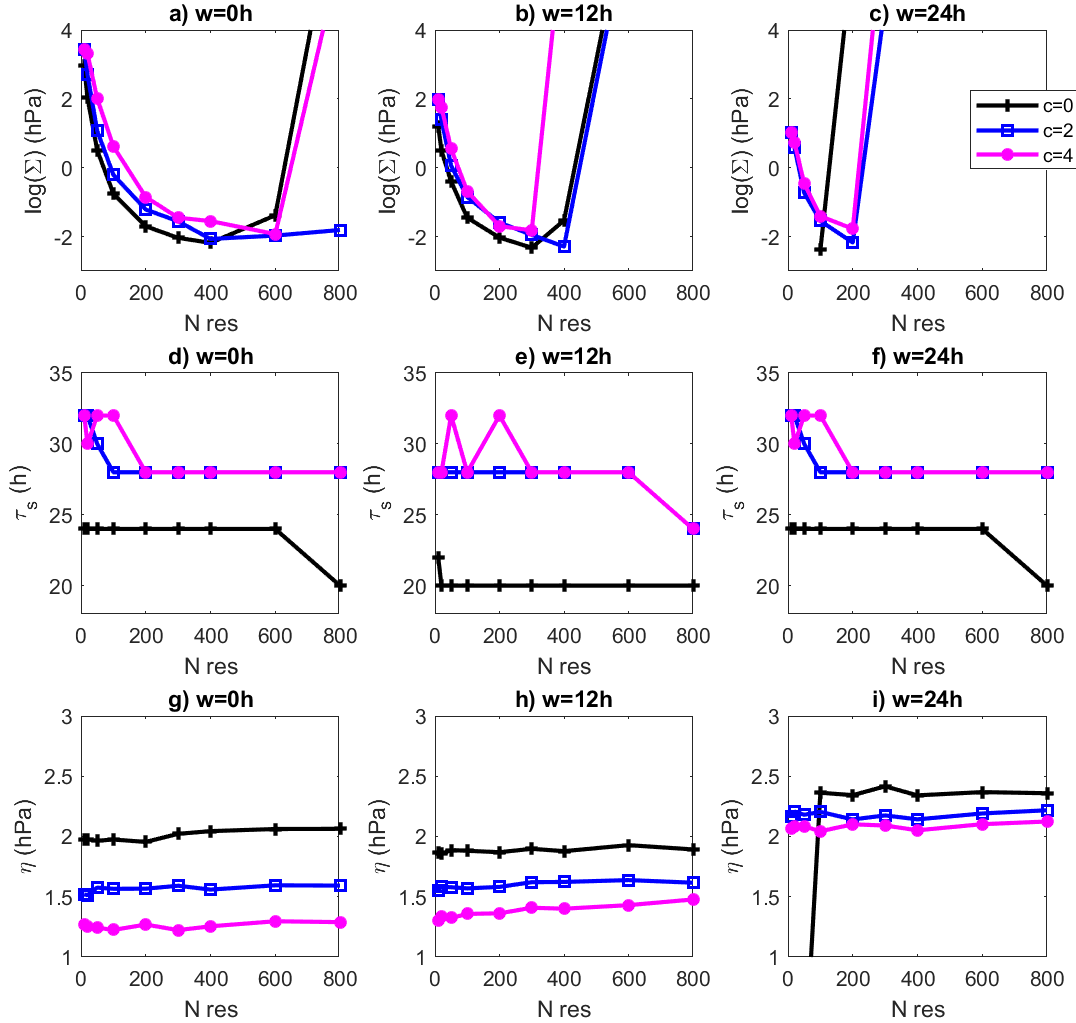 a) w=0h
b) w=12h
c) w=24h
log(Σ) (hPa)
4
2
0
-2
0
200
400
600
800
N res
log(Σ) (hPa)
4
2
0
-2
0
200
400
600
800
N res
log(Σ) (hPa)
4
2
0
-2
0
200
400
600
800
N res
c=0
c=2
c=4
d) w=0h
e) w=12h
f) w=24h
τs (h)
35
30
25
20
0
200
400
600
800
N res
τs (h)
35
30
25
20
0
200
400
600
800
N res
τs (h)
35
30
25
20
0
200
400
600
800
N res
g) w=0h
h) w=12h
i) w=24h
η (hPa)
3
2.5
2
1.5
1
0
200
400
600
800
N res
η (hPa)
3
2.5
2
1.5
1
0
200
400
600
800
N res
η (hPa)
3
2.5
2
1.5
1
0
200
400
600
800
N res